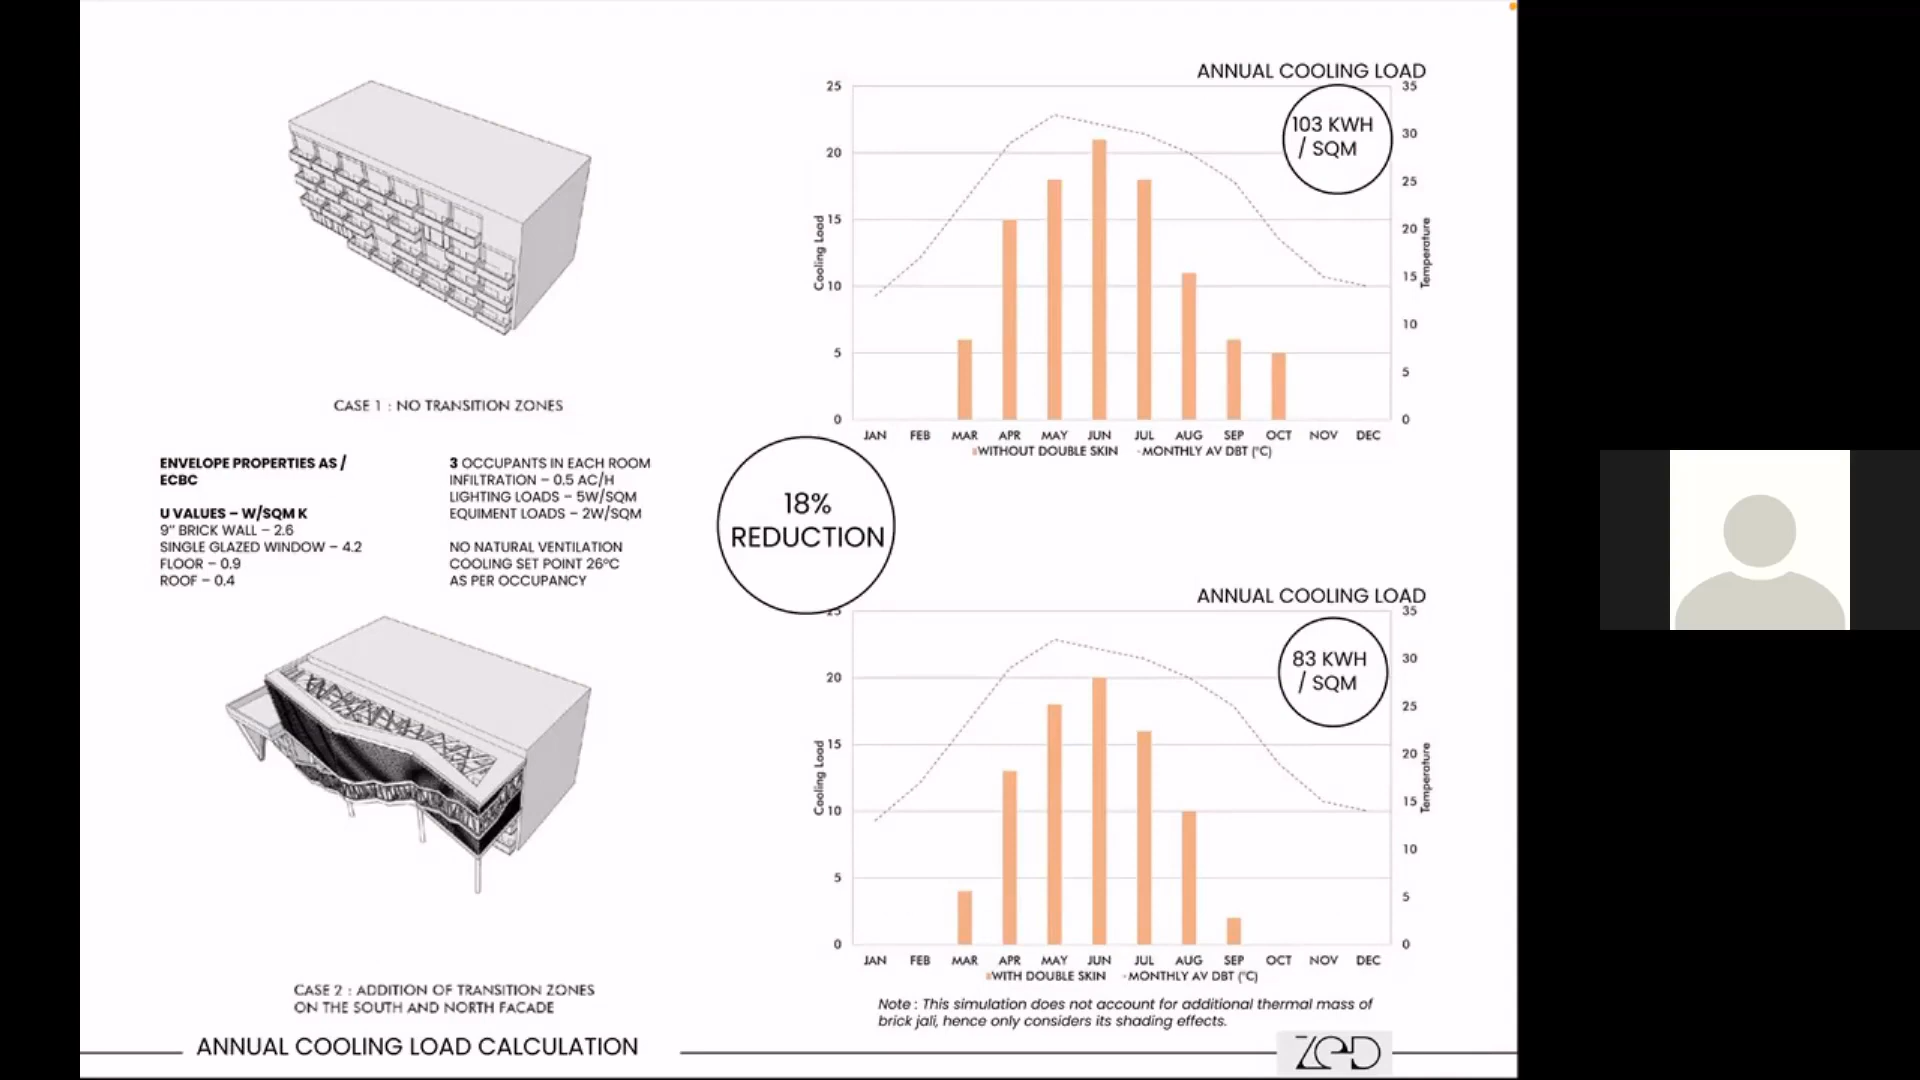 ANNUAL COOLING LOAD
103 KWH
/ SQM
25
20
15
10
5
0
Cooling Load
35
30
25
20
15
10
5
0
Temperature
JAN FEB MAR APR MAY JUN JUL AUG SEP OCT NOV DEC
WITHOUT DOUBLE SKIN MONTHLY AV DBT (°C)
CASE 1 : NO TRANSITION ZONES
ENVELOPE PROPERTIES AS /
ECBC
U VALUES – W/SQM K
9’’ BRICK WALL – 2.6
SINGLE GLAZED WINDOW – 4.2
FLOOR – 0.9
ROOF – 0.4
3 OCCUPANTS IN EACH ROOM
INFILTRATION – 0.5 AC/H
LIGHTING LOADS – 5W/SQM
EQUIMENT LOADS – 2W/SQM
NO NATURAL VENTILATION
COOLING SET POINT 26°C
AS PER OCCUPANCY
18%
REDUCTION
ANNUAL COOLING LOAD
83 KWH
/ SQM
25
20
15
10
5
0
Cooling Load
35
30
25
20
15
10
5
0
Temperature
JAN FEB MAR APR MAY JUN JUL AUG SEP OCT NOV DEC
WITH DOUBLE SKIN MONTHLY AV DBT (°C)
CASE 2 : ADDITION OF TRANSITION ZONES
ON THE SOUTH AND NORTH FACADE
Note : This simulation does not account for additional thermal mass of
brick jali, hence only considers its shading effects.
ANNUAL COOLING LOAD CALCULATION
ZED